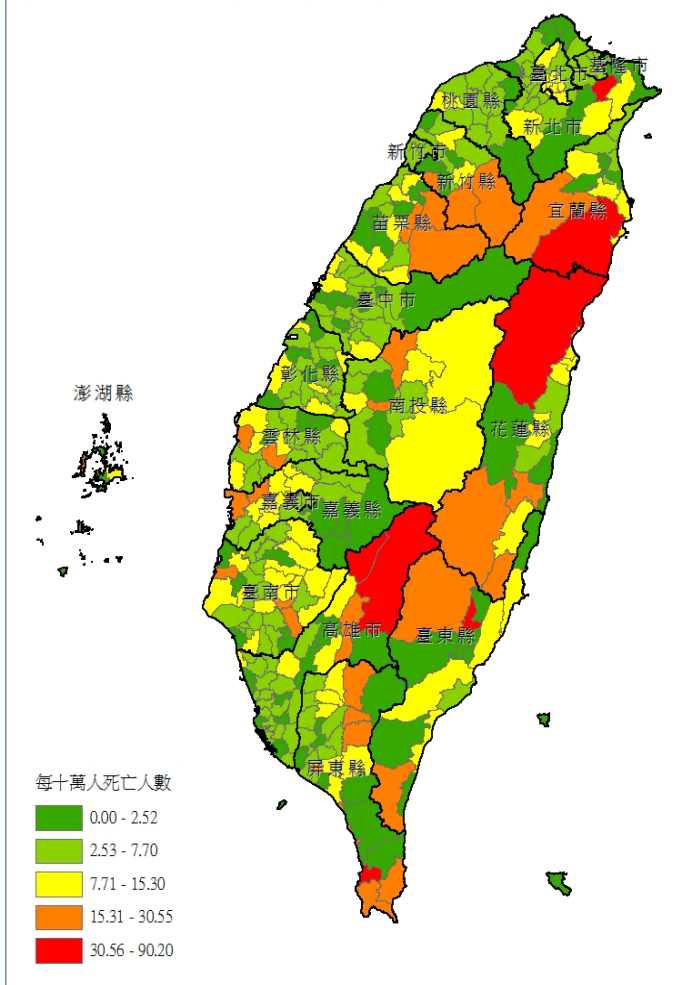 基隆市
臺北市
桃園縣
新北市
新竹市
新竹縣
宜蘭縣
苗栗縣
臺中市
彰化縣
澎湖縣
南投縣
花蓮縣
雲林縣
嘉義市
嘉義縣
臺南市
高雄市
臺東縣
屏東縣
每十萬人死亡人數
0.00 - 2.52
2.53 - 7.70
7.71 - 15.30
15.31 - 30.55
30.56 - 90.20